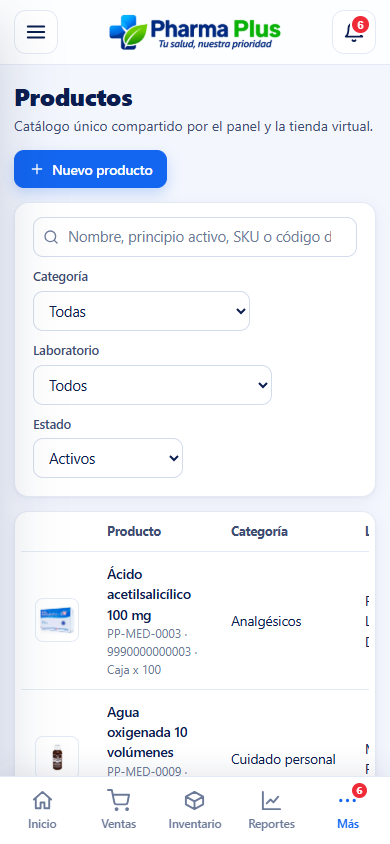 Pharma Plus
Tu salud, nuestra prioridad
6
Productos
Catálogo único compartido por el panel y la tienda virtual.
+ Nuevo producto
Nombre, principio activo, SKU o código d
Categoría
Todas
Laboratorio
Todos
Estado
Activos
Producto Categoría L
Ácido
acetilsalicílico
100 mg
PP-MED-0003 ·
9990000000003 ·
Caja x 100
Analgésicos
Agua
oxigenada 10
volúmenes
PP-MED-0009 ·
Cuidado personal
6
Inicio Ventas Inventario Reportes Más